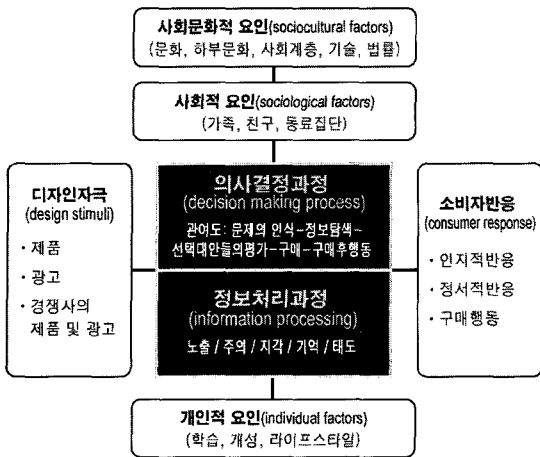 사회문화적 요인(sociocultural factors)
(문화, 하부문화, 사회계층, 기술, 법률)
사회적 요인(sociological factors)
(가족, 친구, 동료집단)
디자인자극
(design stimuli)
· 제품
· 광고
· 경쟁사의
제품 및 광고
의사결정과정
(decision making process)
관여도: 문제의 인식-정보탐색-
선택대안들의평가-구매-구매후행동
정보처리과정
(information processing)
노출 / 주의 / 지각 / 기억 / 태도
소비자반응
(consumer response)
· 인지적반응
· 정서적반응
· 구매행동
개인적 요인(individual factors)
(학습, 개성, 라이프스타일)